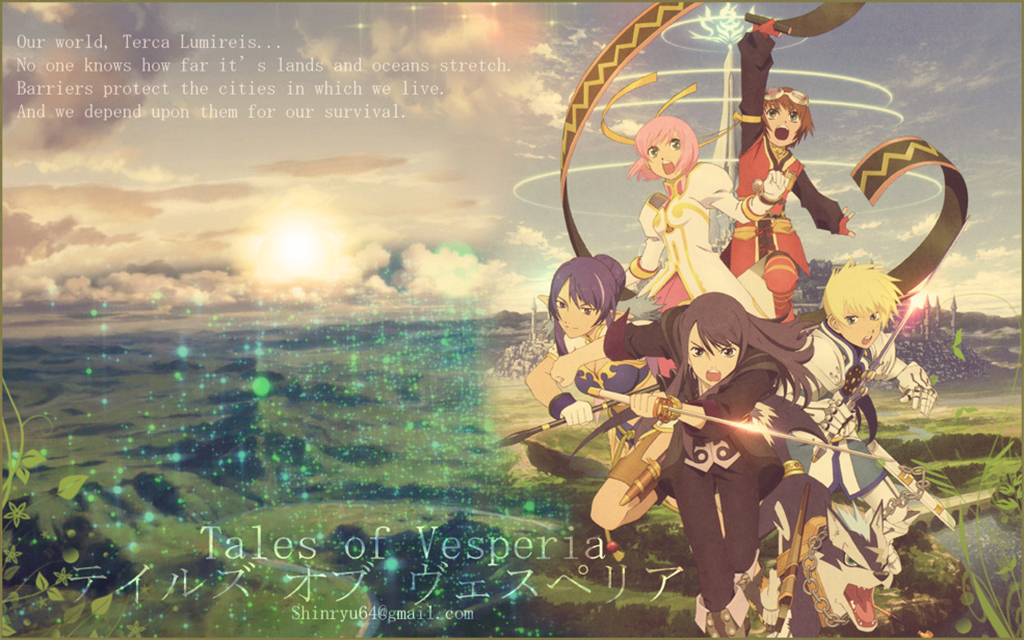 Our world, Terca Lumireis...
No one knows how far it's lands and oceans stretch.
Barriers protect the cities in which we live.
And we depend upon them for our survival.
Tales of Vesperia
テイルズ オブ ヴェスペリア
Shinryu64@gmail.com